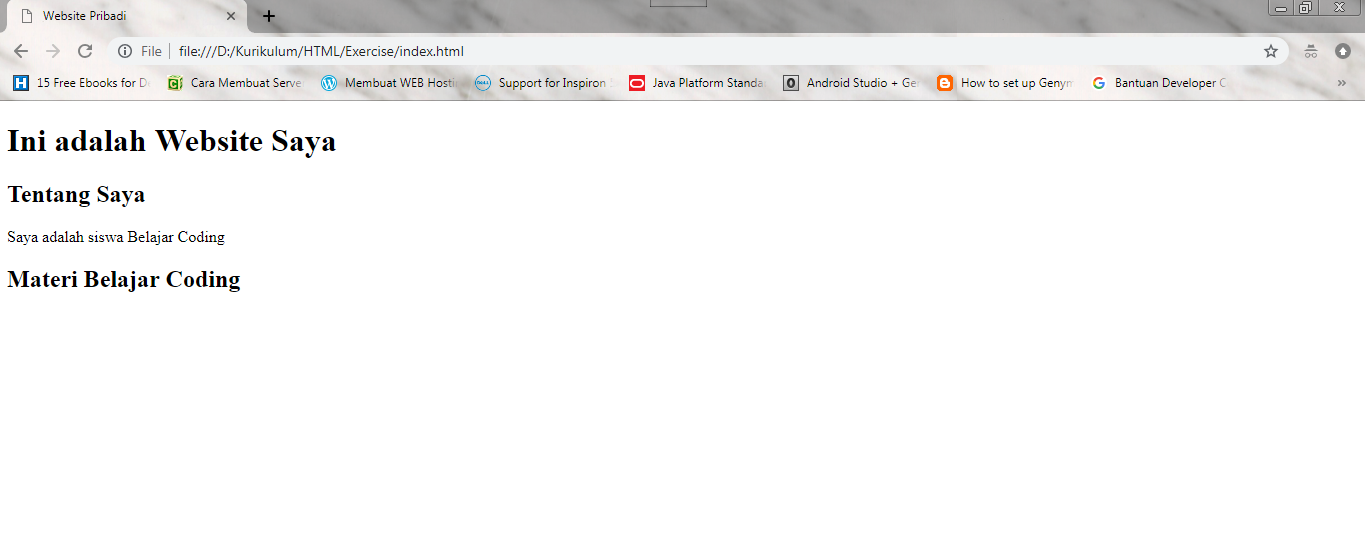 Website Pribadi
File file:///D:/Kurikulum/HTML/Exercise/index.html
15 Free Ebooks for D Cara Membuat Serve Membuat WEB Hosti Support for Inspiron Java Platform Standa Android Studio + Ge How to set up Genym Bantuan Developer C
Ini adalah Website Saya
Tentang Saya
Saya adalah siswa Belajar Coding
Materi Belajar Coding